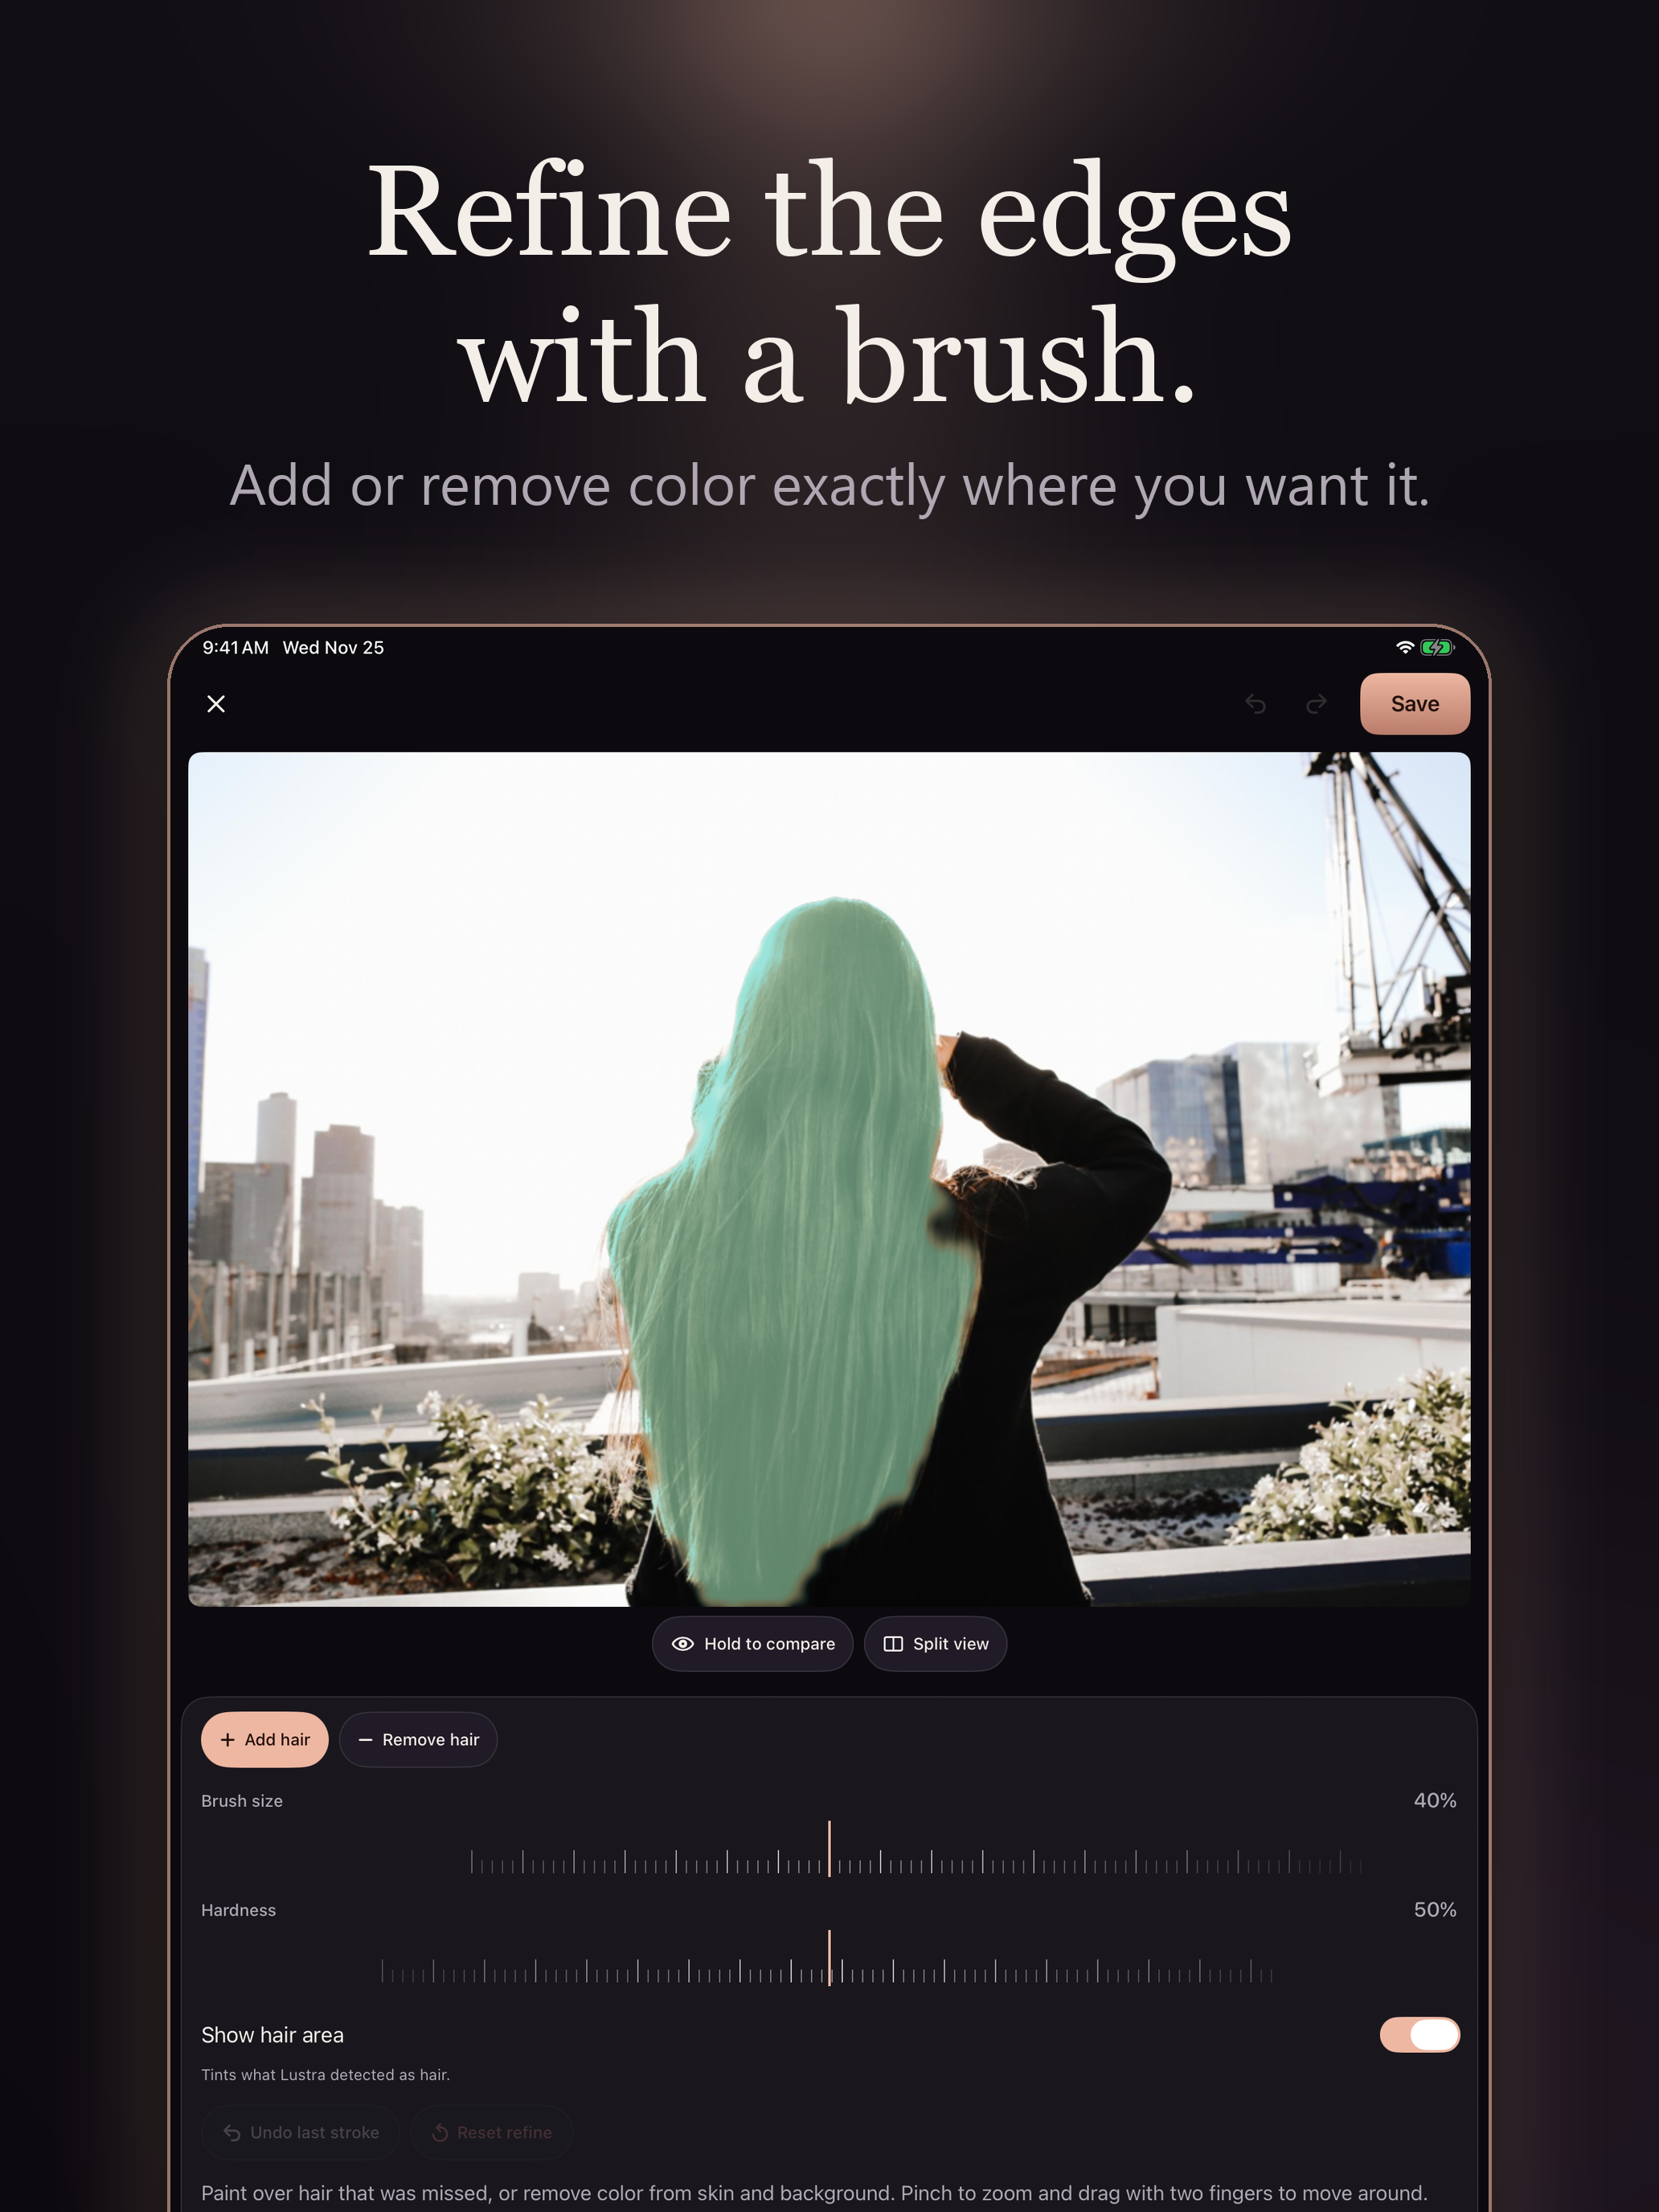 Refine the edges
with a brush.
Add or remove color exactly where you want it.
9:41 AM Wed Nov 25
Save
Hold to compare Split view
Add hair Remove hair
Brush size 40%
Hardness 50%
Show hair area
Tints what Lustra detected as hair.
Undo last stroke Reset refine
Paint over hair that was missed, or remove color from skin and background. Pinch to zoom and drag with two fingers to move around.